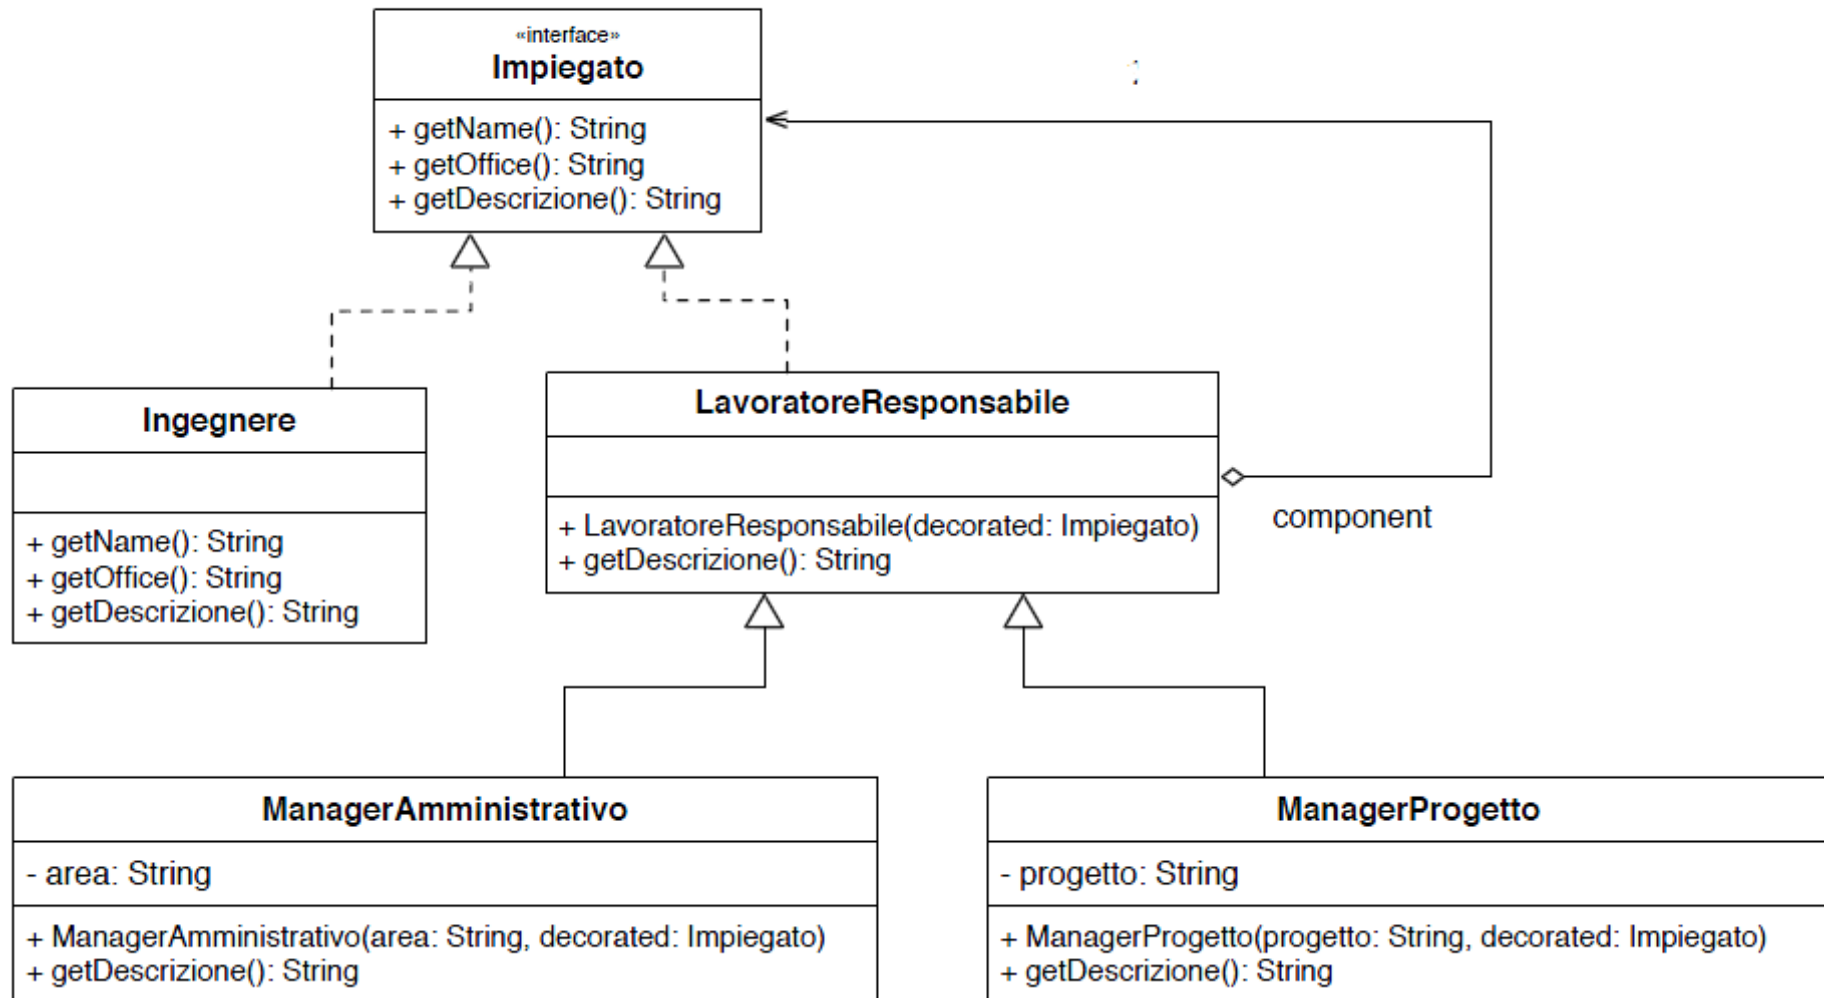 «interface»
Impiegato
+ getName(): String
+ getOffice(): String
+ getDescrizione(): String
Ingegnere
+ getName(): String
+ getOffice(): String
+ getDescrizione(): String
LavoratoreResponsabile
+ LavoratoreResponsabile(decorated: Impiegato)
+ getDescrizione(): String
component
ManagerAmministrativo
- area: String
+ ManagerAmministrativo(area: String, decorated: Impiegato)
+ getDescrizione(): String
ManagerProgetto
- progetto: String
+ ManagerProgetto(progetto: String, decorated: Impiegato)
+ getDescrizione(): String